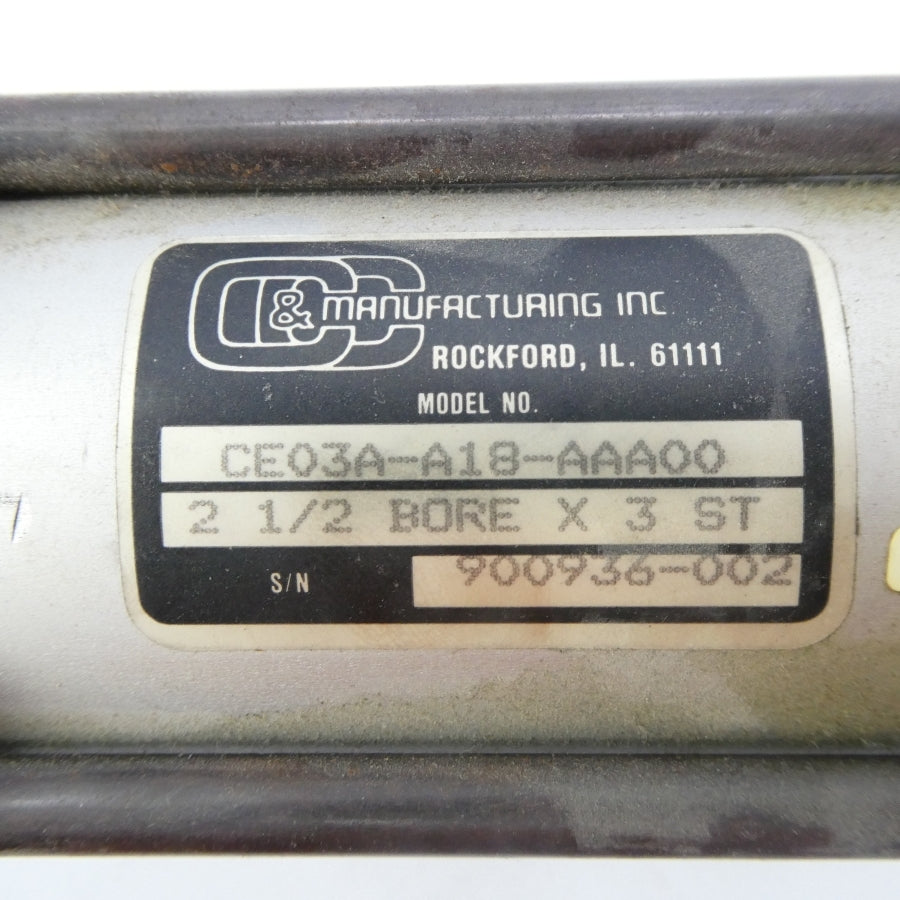 C&C MANUFACTURING INC
ROCKFORD, IL. 61111
MODEL NO.
CE03A-A18-AAA00
2 1/2 BORE X 3 ST
S/N 900936-002